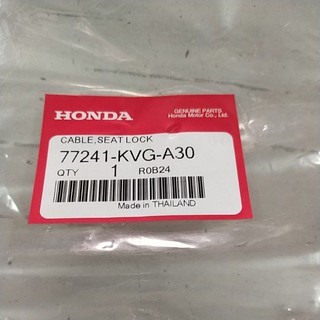 HONDA
GENUINE PARTS
Honda Motor Co., Ltd.
CABLE,SEAT LOCK
77241-KVG-A30
QTY 1 R0B24
Made in THAILAND